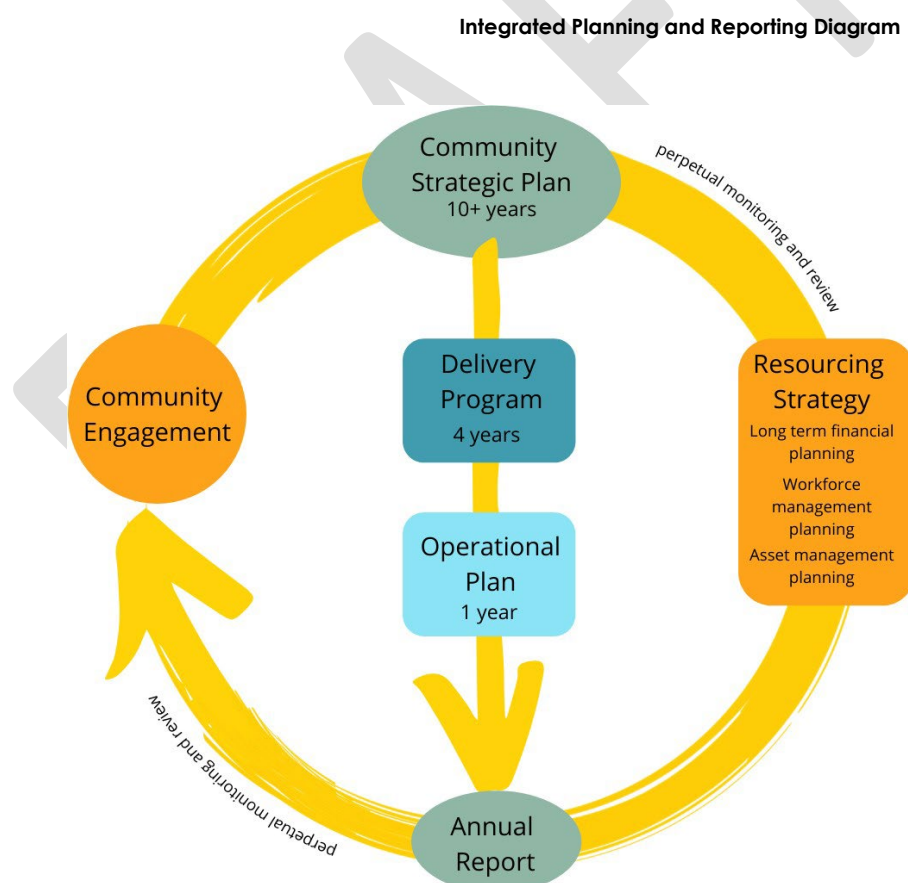 Integrated Planning and Reporting Diagram
Community
Strategic Plan
10+ years
perpetual monitoring and review
Community
Engagement
Delivery
Program
4 years
Operational
Plan
1 year
Resourcing
Strategy
Long term financial
planning
Workforce
management
planning
Asset management
planning
perpetual monitoring and review
Annual
Report